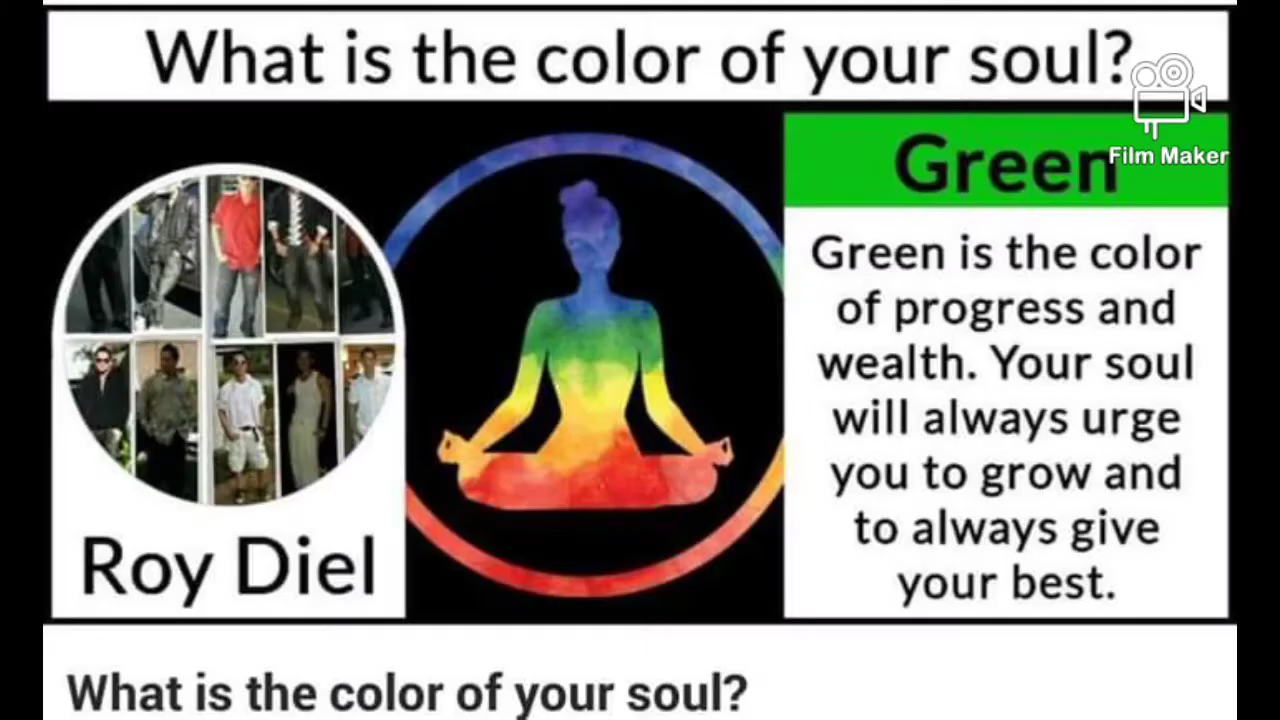 What is the color of your soul?
Film Maker
Green
Green is the color
of progress and
wealth. Your soul
will always urge
you to grow and
to always give
your best.
Roy Diel
What is the color of your soul?